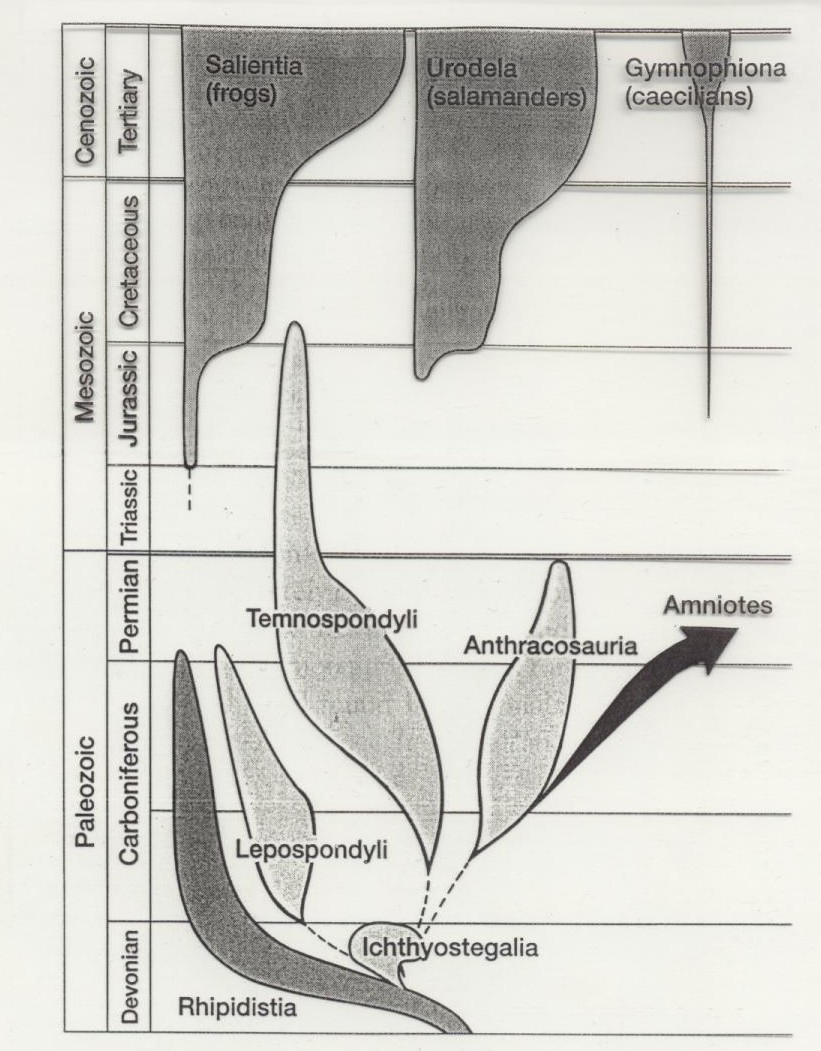 Cenozoic
Tertiary
Salientia
(frogs)
Urodela
(salamanders)
Gymnophiona
(caecilians)
Mesozoic
Cretaceous
Jurassic
Triassic
Paleozoic
Permian
Temnospondyli
Anthracosauria
Amniotes
Carboniferous
Lepospondyli
Devonian
Ichthyostegalia
Rhipidistia